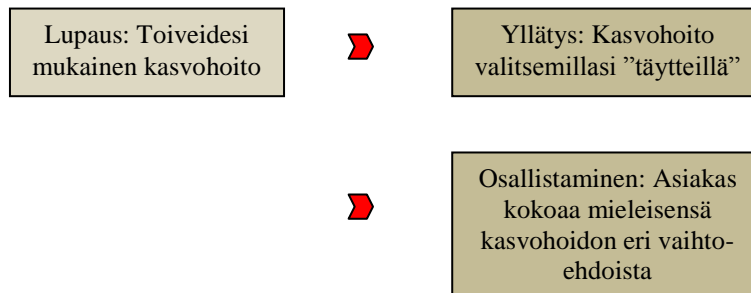 Lupaus: Toiveidesi
mukainen kasvohoito
Yllätys: Kasvohoito
valitsemillasi ”täytteillä”
Osallistaminen: Asiakas
kokoaa mieleisensä
kasvohoidon eri vaihto-
ehdoista